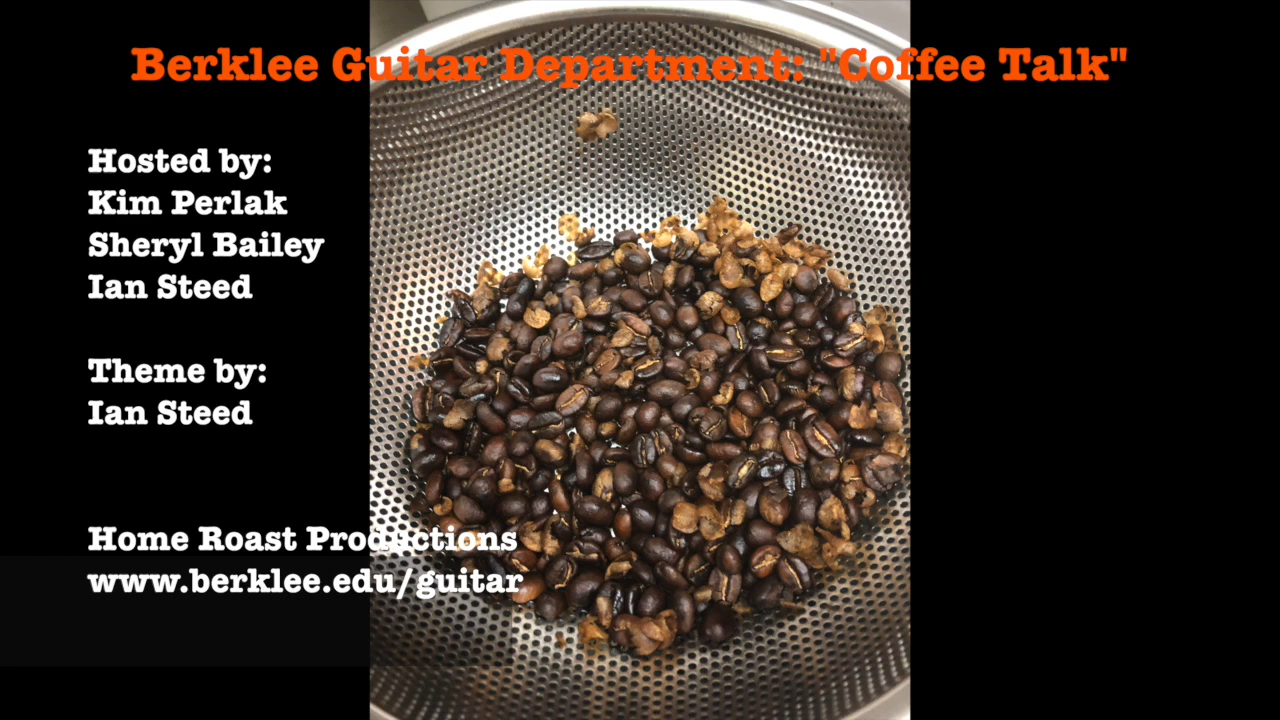 Berklee Guitar Department: "Coffee Talk"
Hosted by:
Kim Perlak
Sheryl Bailey
Ian Steed
Theme by:
Ian Steed
Home Roast Productions
www.berklee.edu/guitar